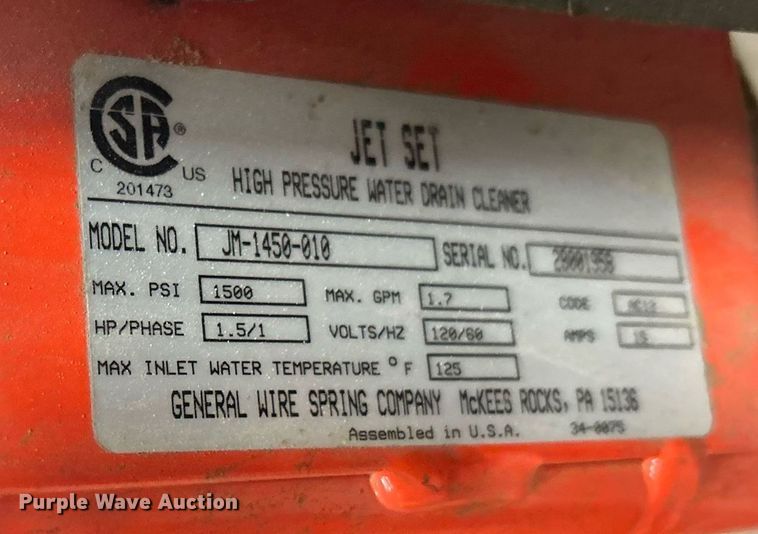 CSA ®
C US
201473
JET SET
HIGH PRESSURE WATER DRAIN CLEANER
MODEL NO. JM-1450-010 SERIAL NO.
MAX. PSI 1500 MAX. GPM 1.7 CODE
HP/PHASE 1.5/1 VOLTS/HZ 120/60 AMPS 15
MAX INLET WATER TEMPERATURE ° F 125
GENERAL WIRE SPRING COMPANY McKEES ROCKS, PA 15136
Assembled in U.S.A. 34-0075
Purple Wave Auction